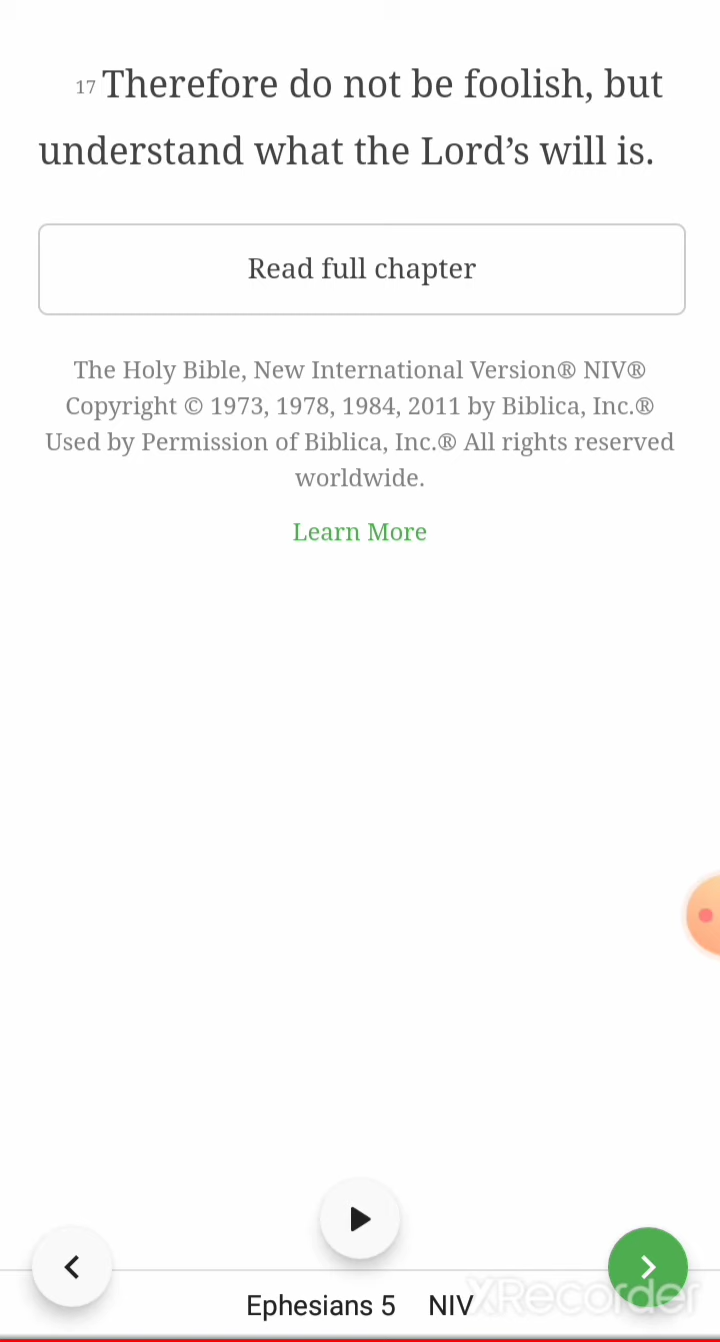 17 Therefore do not be foolish, but
understand what the Lord’s will is.
Read full chapter
The Holy Bible, New International Version® NIV®
Copyright © 1973, 1978, 1984, 2011 by Biblica, Inc.®
Used by Permission of Biblica, Inc.® All rights reserved
worldwide.
Learn More
Ephesians 5 NIV
XRecorder